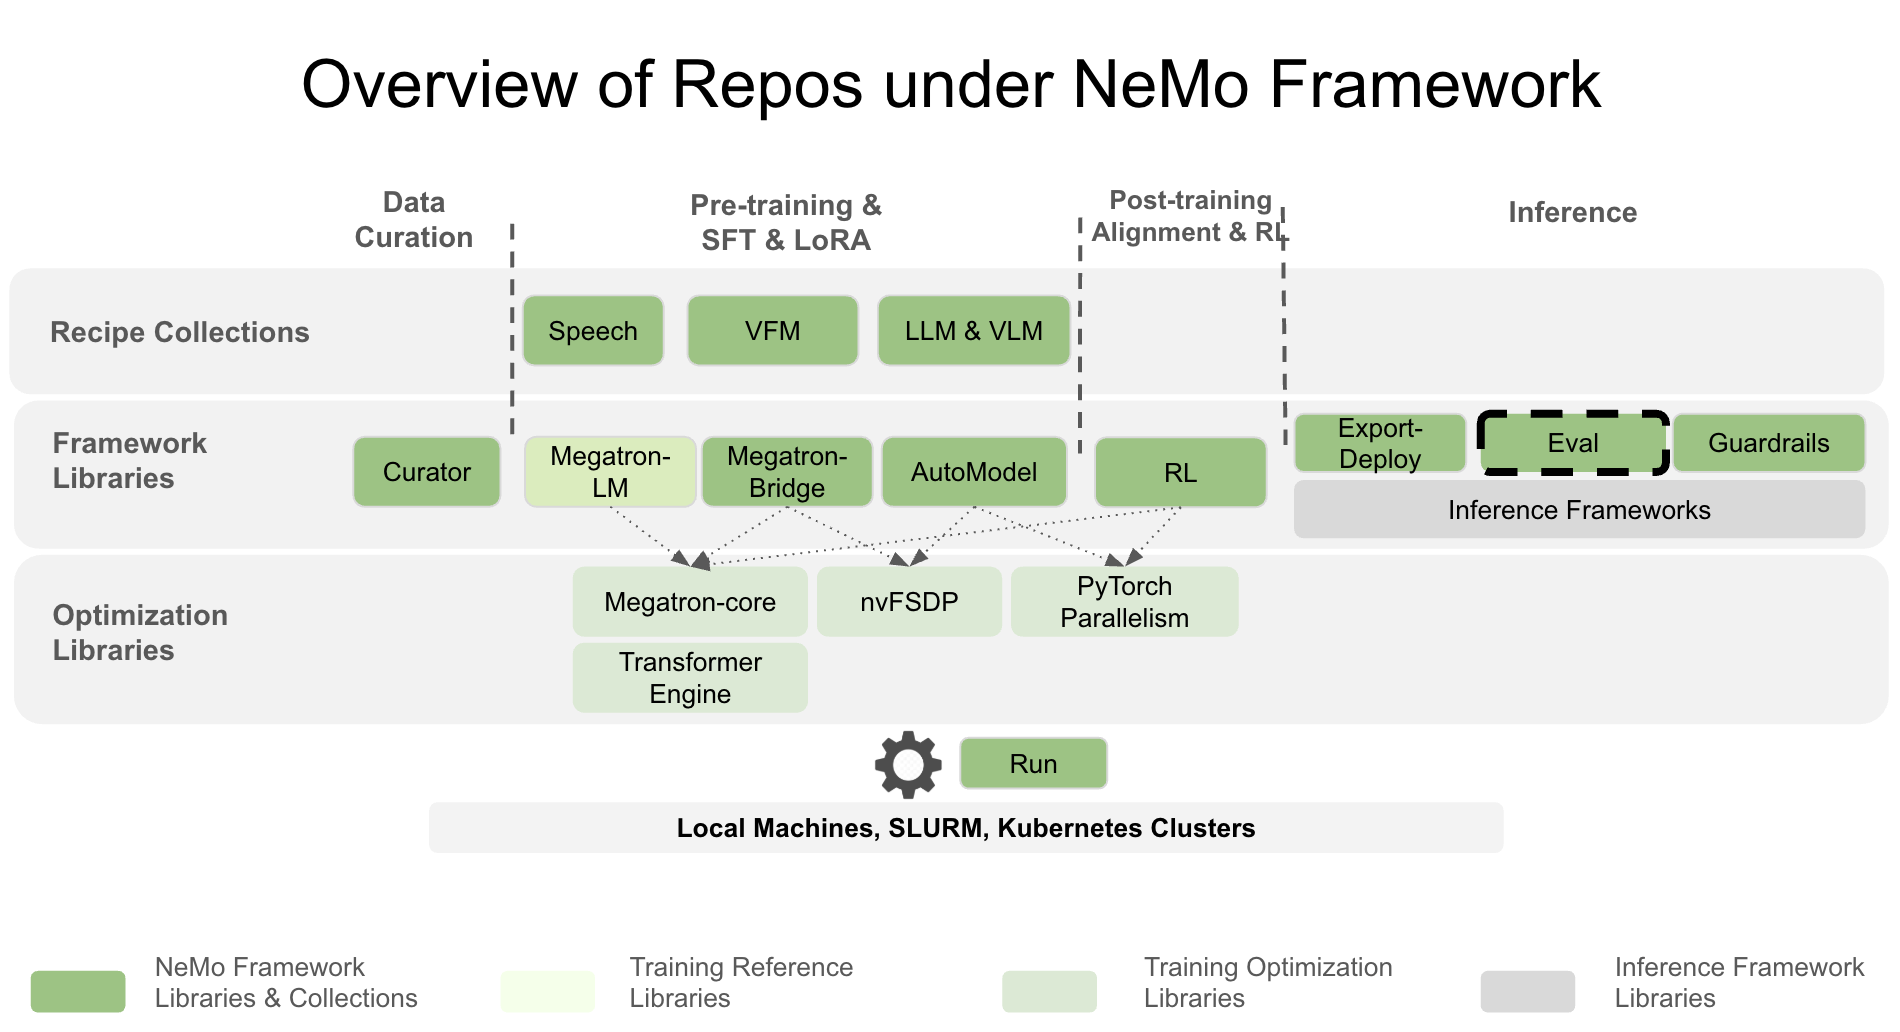 Overview of Repos under NeMo Framework
Data
Curation
Pre-training &
SFT & LoRA
Post-training
Alignment & RL
Inference
Recipe Collections
Speech
VFM
LLM & VLM
Framework
Libraries
Curator
Megatron-
LM
Megatron-
Bridge
AutoModel
RL
Export-
Deploy
Eval
Guardrails
Inference Frameworks
Optimization
Libraries
Megatron-core
nvFSDP
PyTorch
Parallelism
Transformer
Engine
Run
Local Machines, SLURM, Kubernetes Clusters
NeMo Framework
Libraries & Collections
Training Reference
Libraries
Training Optimization
Libraries
Inference Framework
Libraries